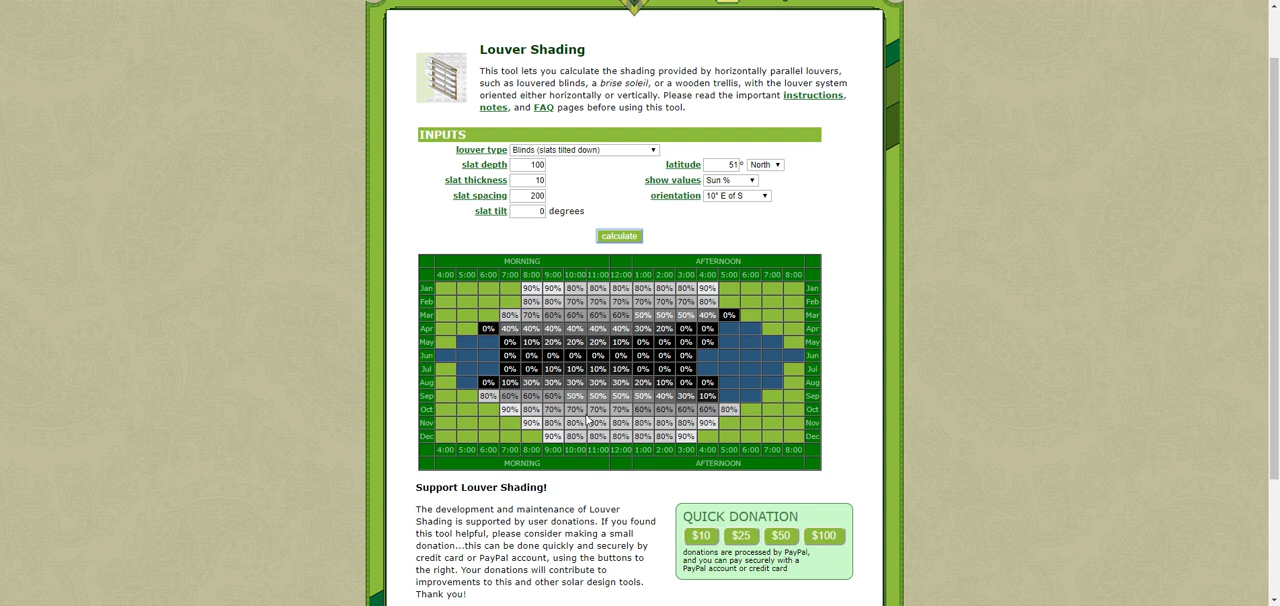 Louver Shading
This tool lets you calculate the shading provided by horizontally parallel louvers,
such as louvered blinds, a brise soleil, or a wooden trellis, with the louver system
oriented either horizontally or vertically. Please read the important instructions,
notes, and FAQ pages before using this tool.
INPUTS
louver type Blinds (slats tilted down)
slat depth 100 latitude 51° North
slat thickness 10 show values Sun %
slat spacing 200 orientation 10° E of S
slat tilt 0 degrees
calculate
MORNING AFTERNOON
4:00 5:00 6:00 7:00 8:00 9:00 10:00 11:00 12:00 1:00 2:00 3:00 4:00 5:00 6:00 7:00 8:00
Jan 90% 90% 80% 80% 80% 80% 80% 80% 90% Jan
Feb 80% 80% 70% 70% 70% 70% 70% 70% 80% Feb
Mar 80% 70% 60% 60% 60% 60% 50% 50% 50% 40% 0% Mar
Apr 0% 40% 40% 40% 40% 40% 40% 30% 20% 0% 0% Apr
May 0% 10% 20% 20% 20% 10% 0% 0% 0% 0% May
Jun 0% 0% 0% 0% 0% 0% 0% 0% 0% Jun
Jul 0% 0% 10% 10% 10% 10% 0% 0% 0% Jul
Aug 0% 10% 30% 30% 30% 30% 30% 20% 10% 0% 0% Aug
Sep 80% 60% 60% 60% 50% 50% 50% 50% 40% 30% 10% Sep
Oct 90% 80% 70% 70% 70% 70% 60% 60% 60% 60% 80% Oct
Nov 90% 80% 80% 80% 80% 80% 80% 80% 90% Nov
Dec 90% 80% 80% 80% 80% 80% 90% Dec
4:00 5:00 6:00 7:00 8:00 9:00 10:00 11:00 12:00 1:00 2:00 3:00 4:00 5:00 6:00 7:00 8:00
MORNING AFTERNOON
Support Louver Shading!
The development and maintenance of Louver
Shading is supported by user donations. If you found
this tool helpful, please consider making a small
donation...this can be done quickly and securely by
credit card or PayPal account, using the buttons to
the right. Your donations will contribute to
improvements to this and other solar design tools.
Thank you!
QUICK DONATION
$10 $25 $50 $100
donations are processed by PayPal,
and you can pay securely with a
PayPal account or credit card